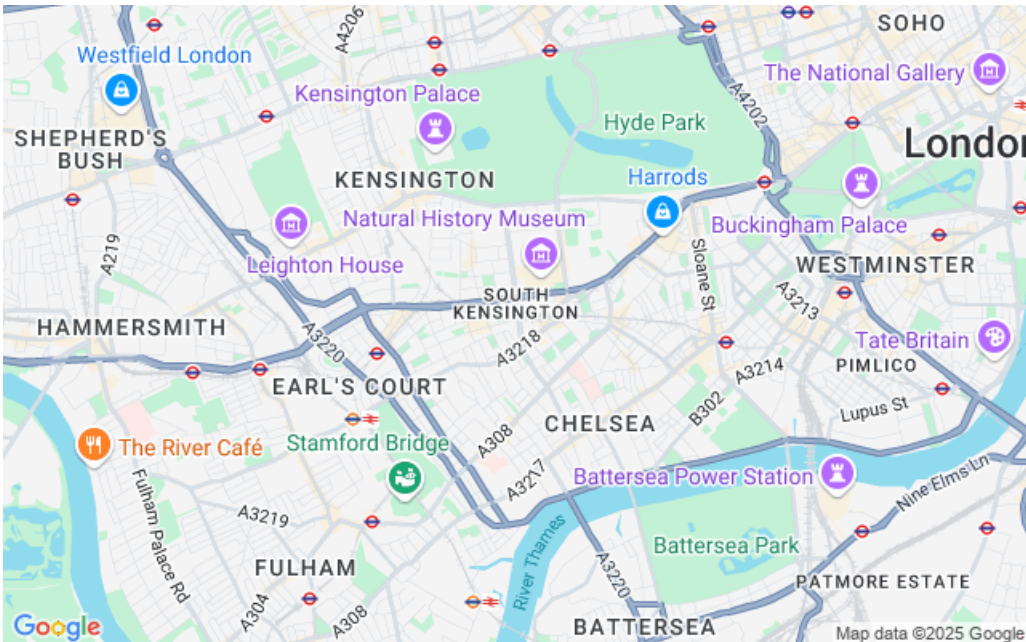 SOHO
A4206
Westfield London
The National Gallery
Kensington Palace
A4202
Hyde Park
SHEPHERD'S
BUSH
London
KENSINGTON
Harrods
Natural History Museum
Buckingham Palace
A219
Leighton House
Sloane St
WESTMINSTER
SOUTH
KENSINGTON
A3213
HAMMERSMITH
A3220
A3218
Tate Britain
PIMLICO
A3214
EARL'S COURT
B302
Lupus St
CHELSEA
The River Café
Stamford Bridge
A308
A3217
Battersea Power Station
Nine Elms Ln
Fulham Palace Rd
A3219
River Thames
Battersea Park
FULHAM
A3220
PATMORE ESTATE
A304
A308
BATTERSEA
Google
Map data ©2025 Google